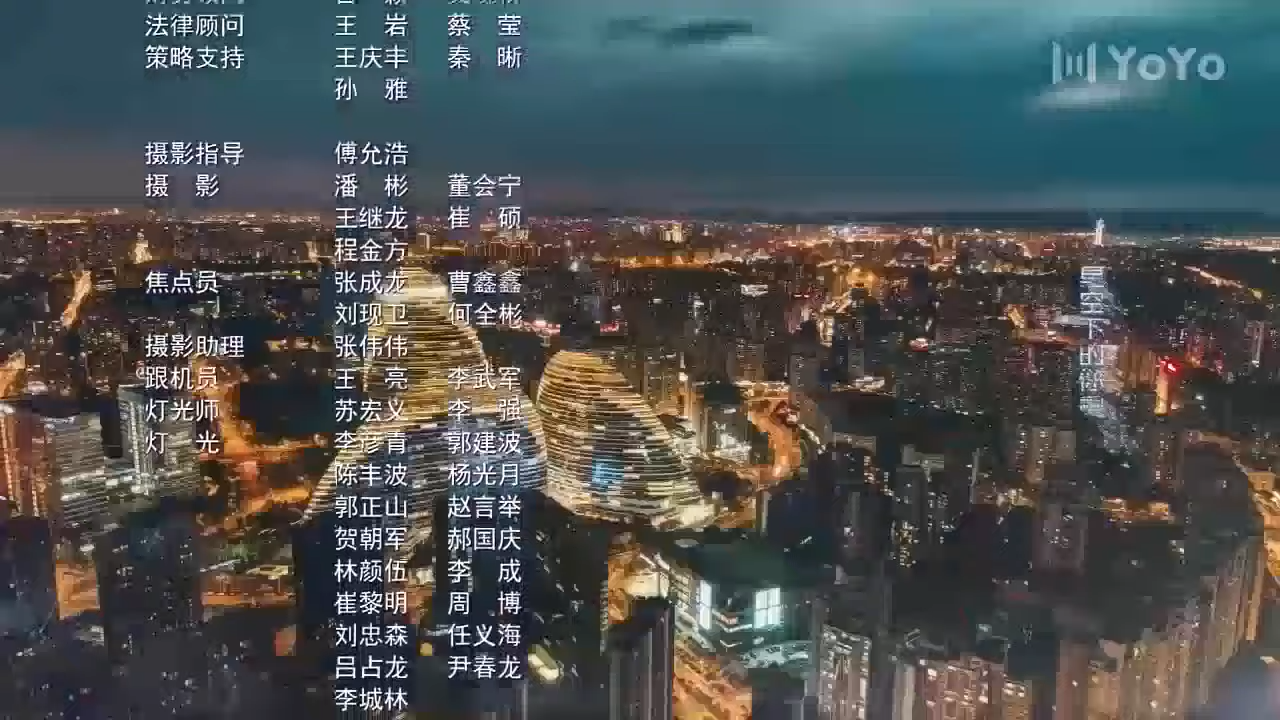 法律顾问 王 岩 蔡 莹
策略支持 王庆丰 秦 晰
孙 雅
YoYo
摄影指导 傅允浩
摄 影 潘 彬 董会宁
王继龙 崔 硕
程金方
焦点员 张成龙 曹鑫鑫
刘现卫 何全彬
摄影助理 张伟伟
跟机员 王 亮 李武军
灯光师 苏宏义 李 强
灯 光 李彦青 郭建波
陈丰波 杨光月
郭正山 赵言举
贺朝军 郝国庆
林颜伍 李 成
崔黎明 周 博
刘忠森 任义海
吕占龙 尹春龙
李城林
星空下的